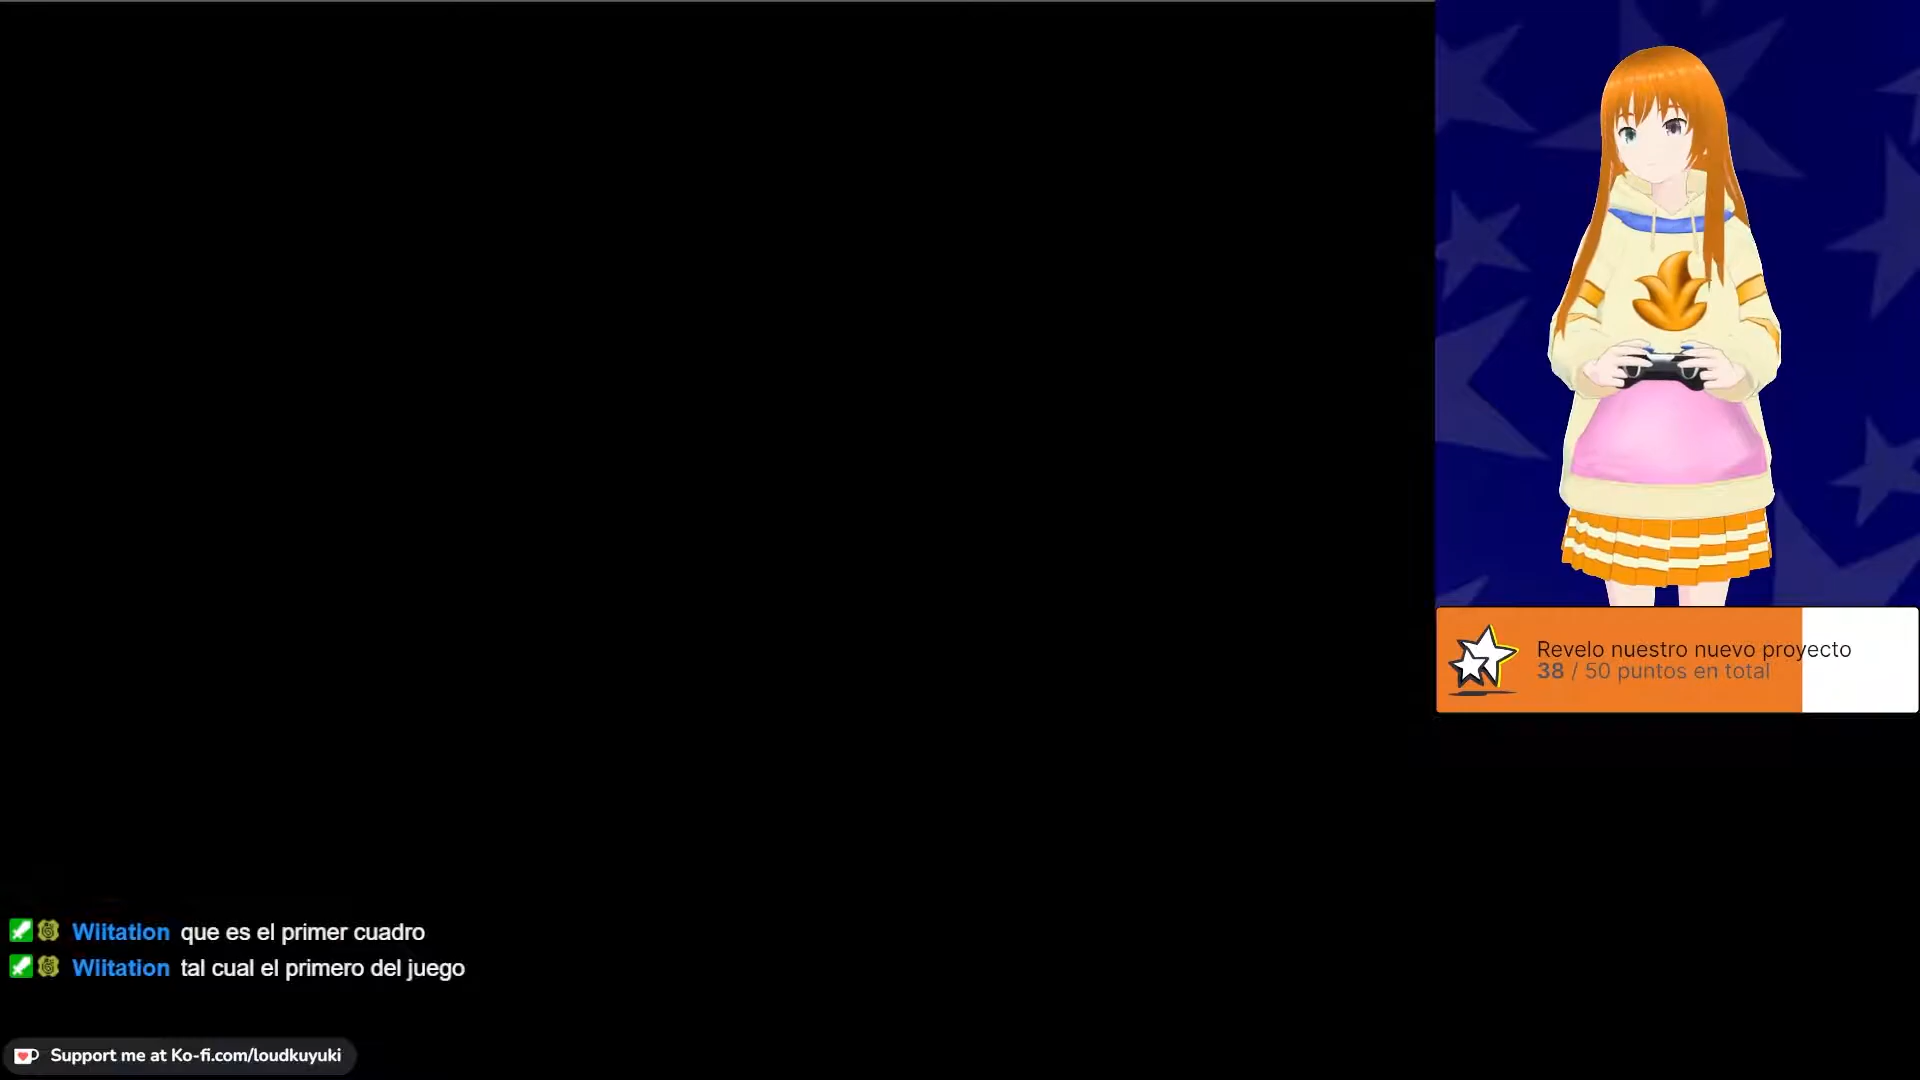 Revelo nuestro nuevo proyecto
38 / 50 puntos en total
Wiitation que es el primer cuadro
Wiitation tal cual el primero del juego
Support me at Ko-fi.com/loudkuyuki